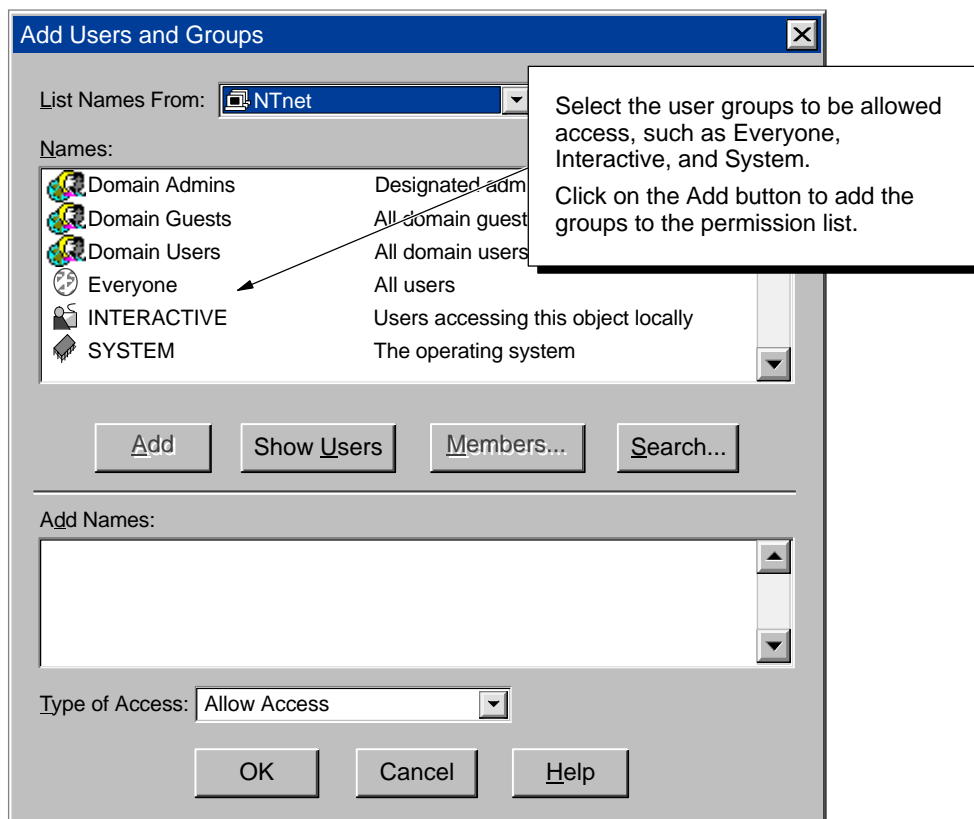 Add Users and Groups
List Names From: NTnet
Select the user groups to be allowed
access, such as Everyone,
Interactive, and System.
Click on the Add button to add the
groups to the permission list.
Names:
Domain Admins Designated adm
Domain Guests All domain guest
Domain Users All domain users
Everyone All users
INTERACTIVE Users accessing this object locally
SYSTEM The operating system
Add Show Users Members... Search...
Add Names:
Type of Access: Allow Access
OK Cancel Help